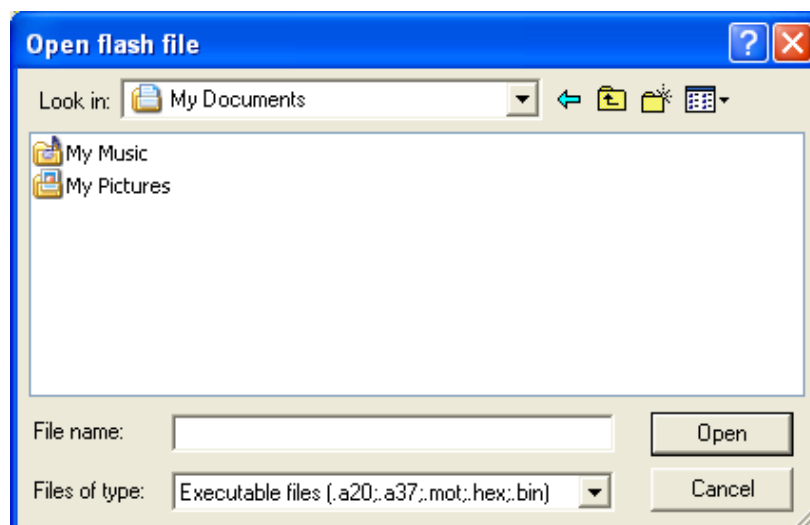 Open flash file
Look in: My Documents
My Music
My Pictures
File name:
Open
Files of type: Executable files (.a20;.a37;.mot;.hex;.bin)
Cancel